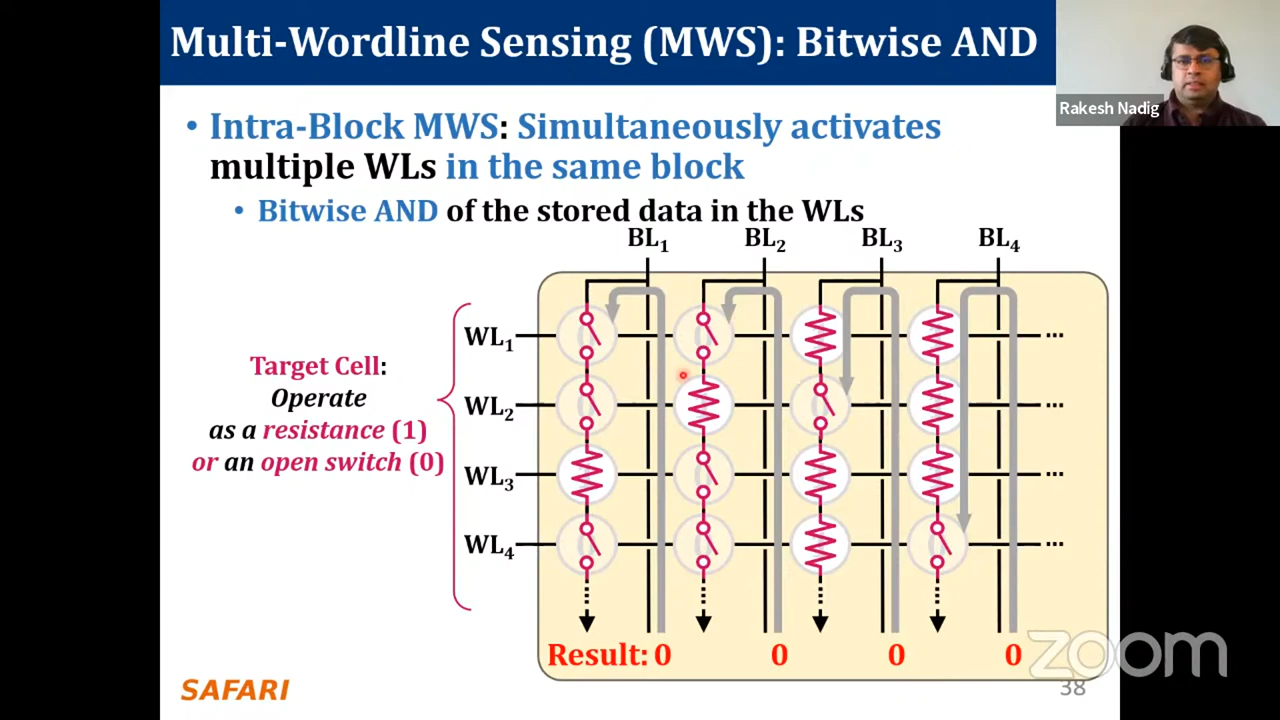 Multi-Wordline Sensing (MWS): Bitwise AND
Rakesh Nadig
• Intra-Block MWS: Simultaneously activates
multiple WLs in the same block
• Bitwise AND of the stored data in the WLs
BL1 BL2 BL3 BL4
WL1 ...
Target Cell:
Operate
as a resistance (1)
or an open switch (0)
WL2 ...
WL3 ...
WL4 ...
Result: 0 0 0 0
zoom
SAFARI
38